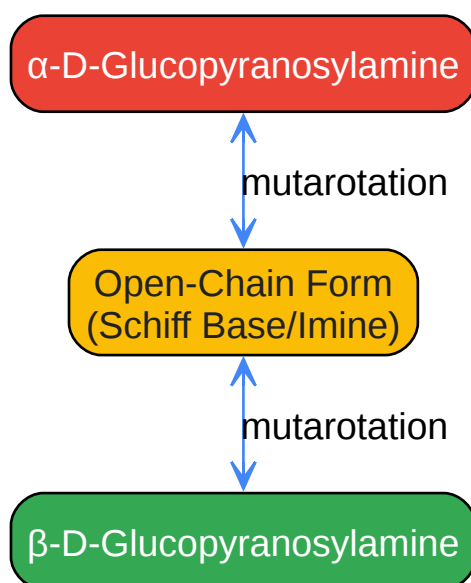 α-D-Glucopyranosylamine
mutarotation
Open-Chain Form
(Schiff Base/Imine)
mutarotation
β-D-Glucopyranosylamine